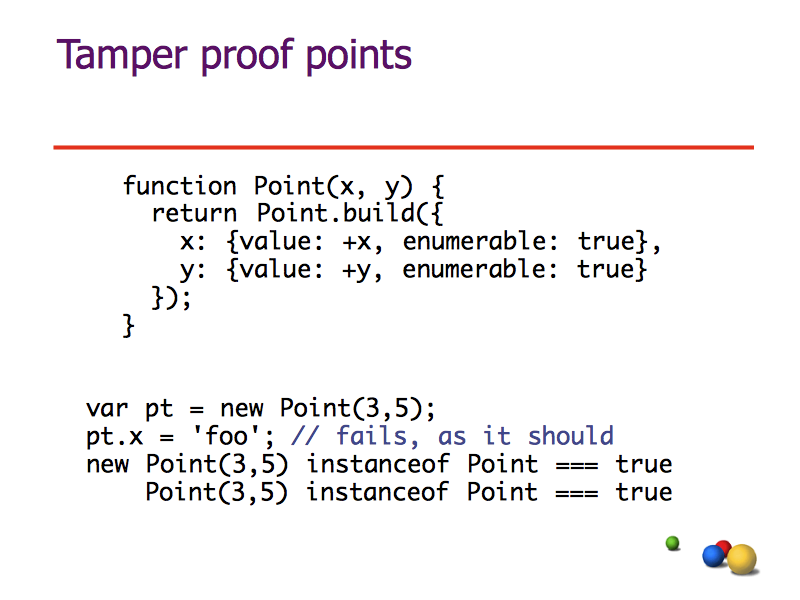 Tamper proof points
function Point(x, y) {
  return Point.build({
    x: {value: +x, enumerable: true},
    y: {value: +y, enumerable: true}
  });
}
var pt = new Point(3,5);
pt.x = 'foo'; // fails, as it should
new Point(3,5) instanceof Point === true
    Point(3,5) instanceof Point === true